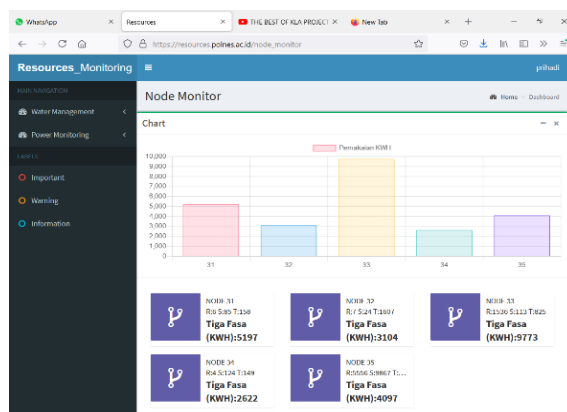 WhatsApp
Resources
THE BEST OF KLA PROJECT
New Tab
https://resources.polnes.ac.id/node_monitor
Resources_Monitoring
prihadi
MAIN NAVIGATION
Water Management
Power Monitoring
LABELS
Important
Warning
Information
Node Monitor
Home
Dashboard
Chart
Pemakaian KWH
10,000
9,000
8,000
7,000
6,000
5,000
4,000
3,000
2,000
1,000
0
31 32 33 34 35
NODE 31
R:6 S:85 T:158
Tiga Fasa
(KWH):5197
NODE 32
R:7 S:24 T:1607
Tiga Fasa
(KWH):3104
NODE 33
R:1536 S:113 T:825
Tiga Fasa
(KWH):9773
NODE 34
R:4 S:124 T:149
Tiga Fasa
(KWH):2622
NODE 35
R:5556 S:9867 T:...
Tiga Fasa
(KWH):4097